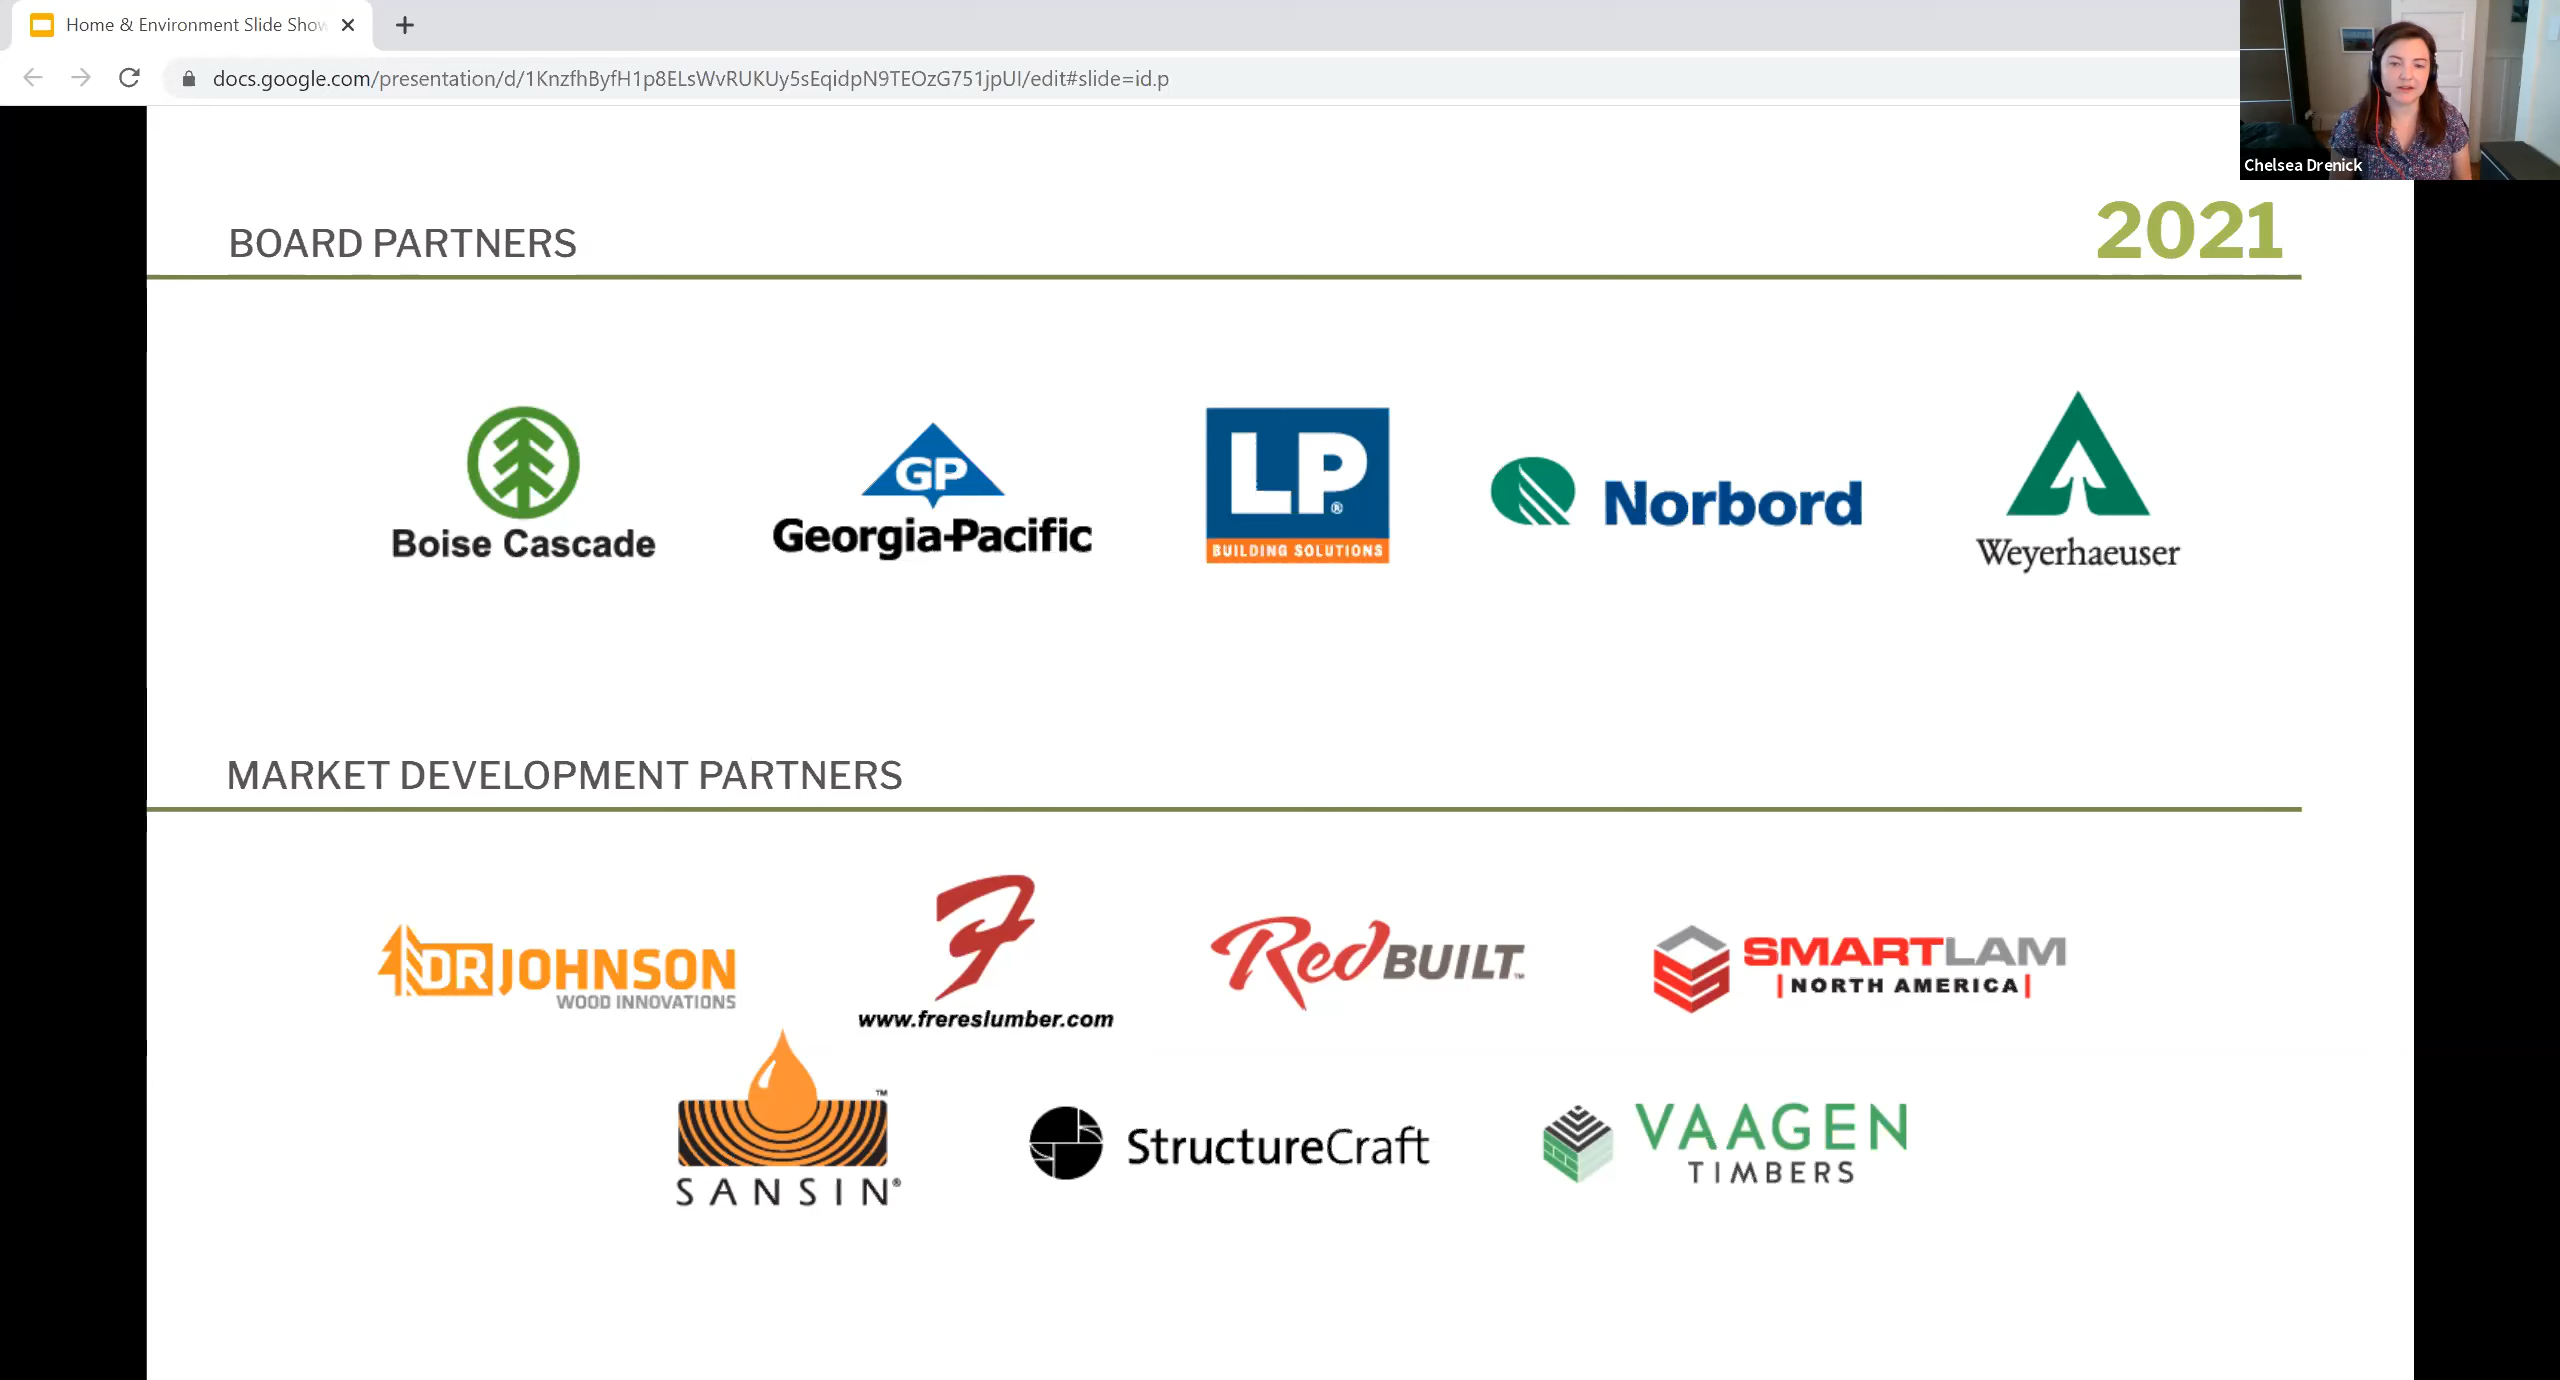 Home & Environment Slide Show
docs.google.com/presentation/d/1KnzfhByfH1p8ELsWvRUKUy5sEqidpN9TEOzG751jpUI/edit#slide=id.p
Chelsea Drenick
BOARD PARTNERS
2021
Boise Cascade
GP
Georgia-Pacific
LP®
BUILDING SOLUTIONS
Norbord
Weyerhaeuser
MARKET DEVELOPMENT PARTNERS
DR JOHNSON
WOOD INNOVATIONS
F
www.frereslumber.com
RedBUILT™
SMARTLAM
|NORTH AMERICA|
™
SANSIN®
StructureCraft
VAAGEN
TIMBERS